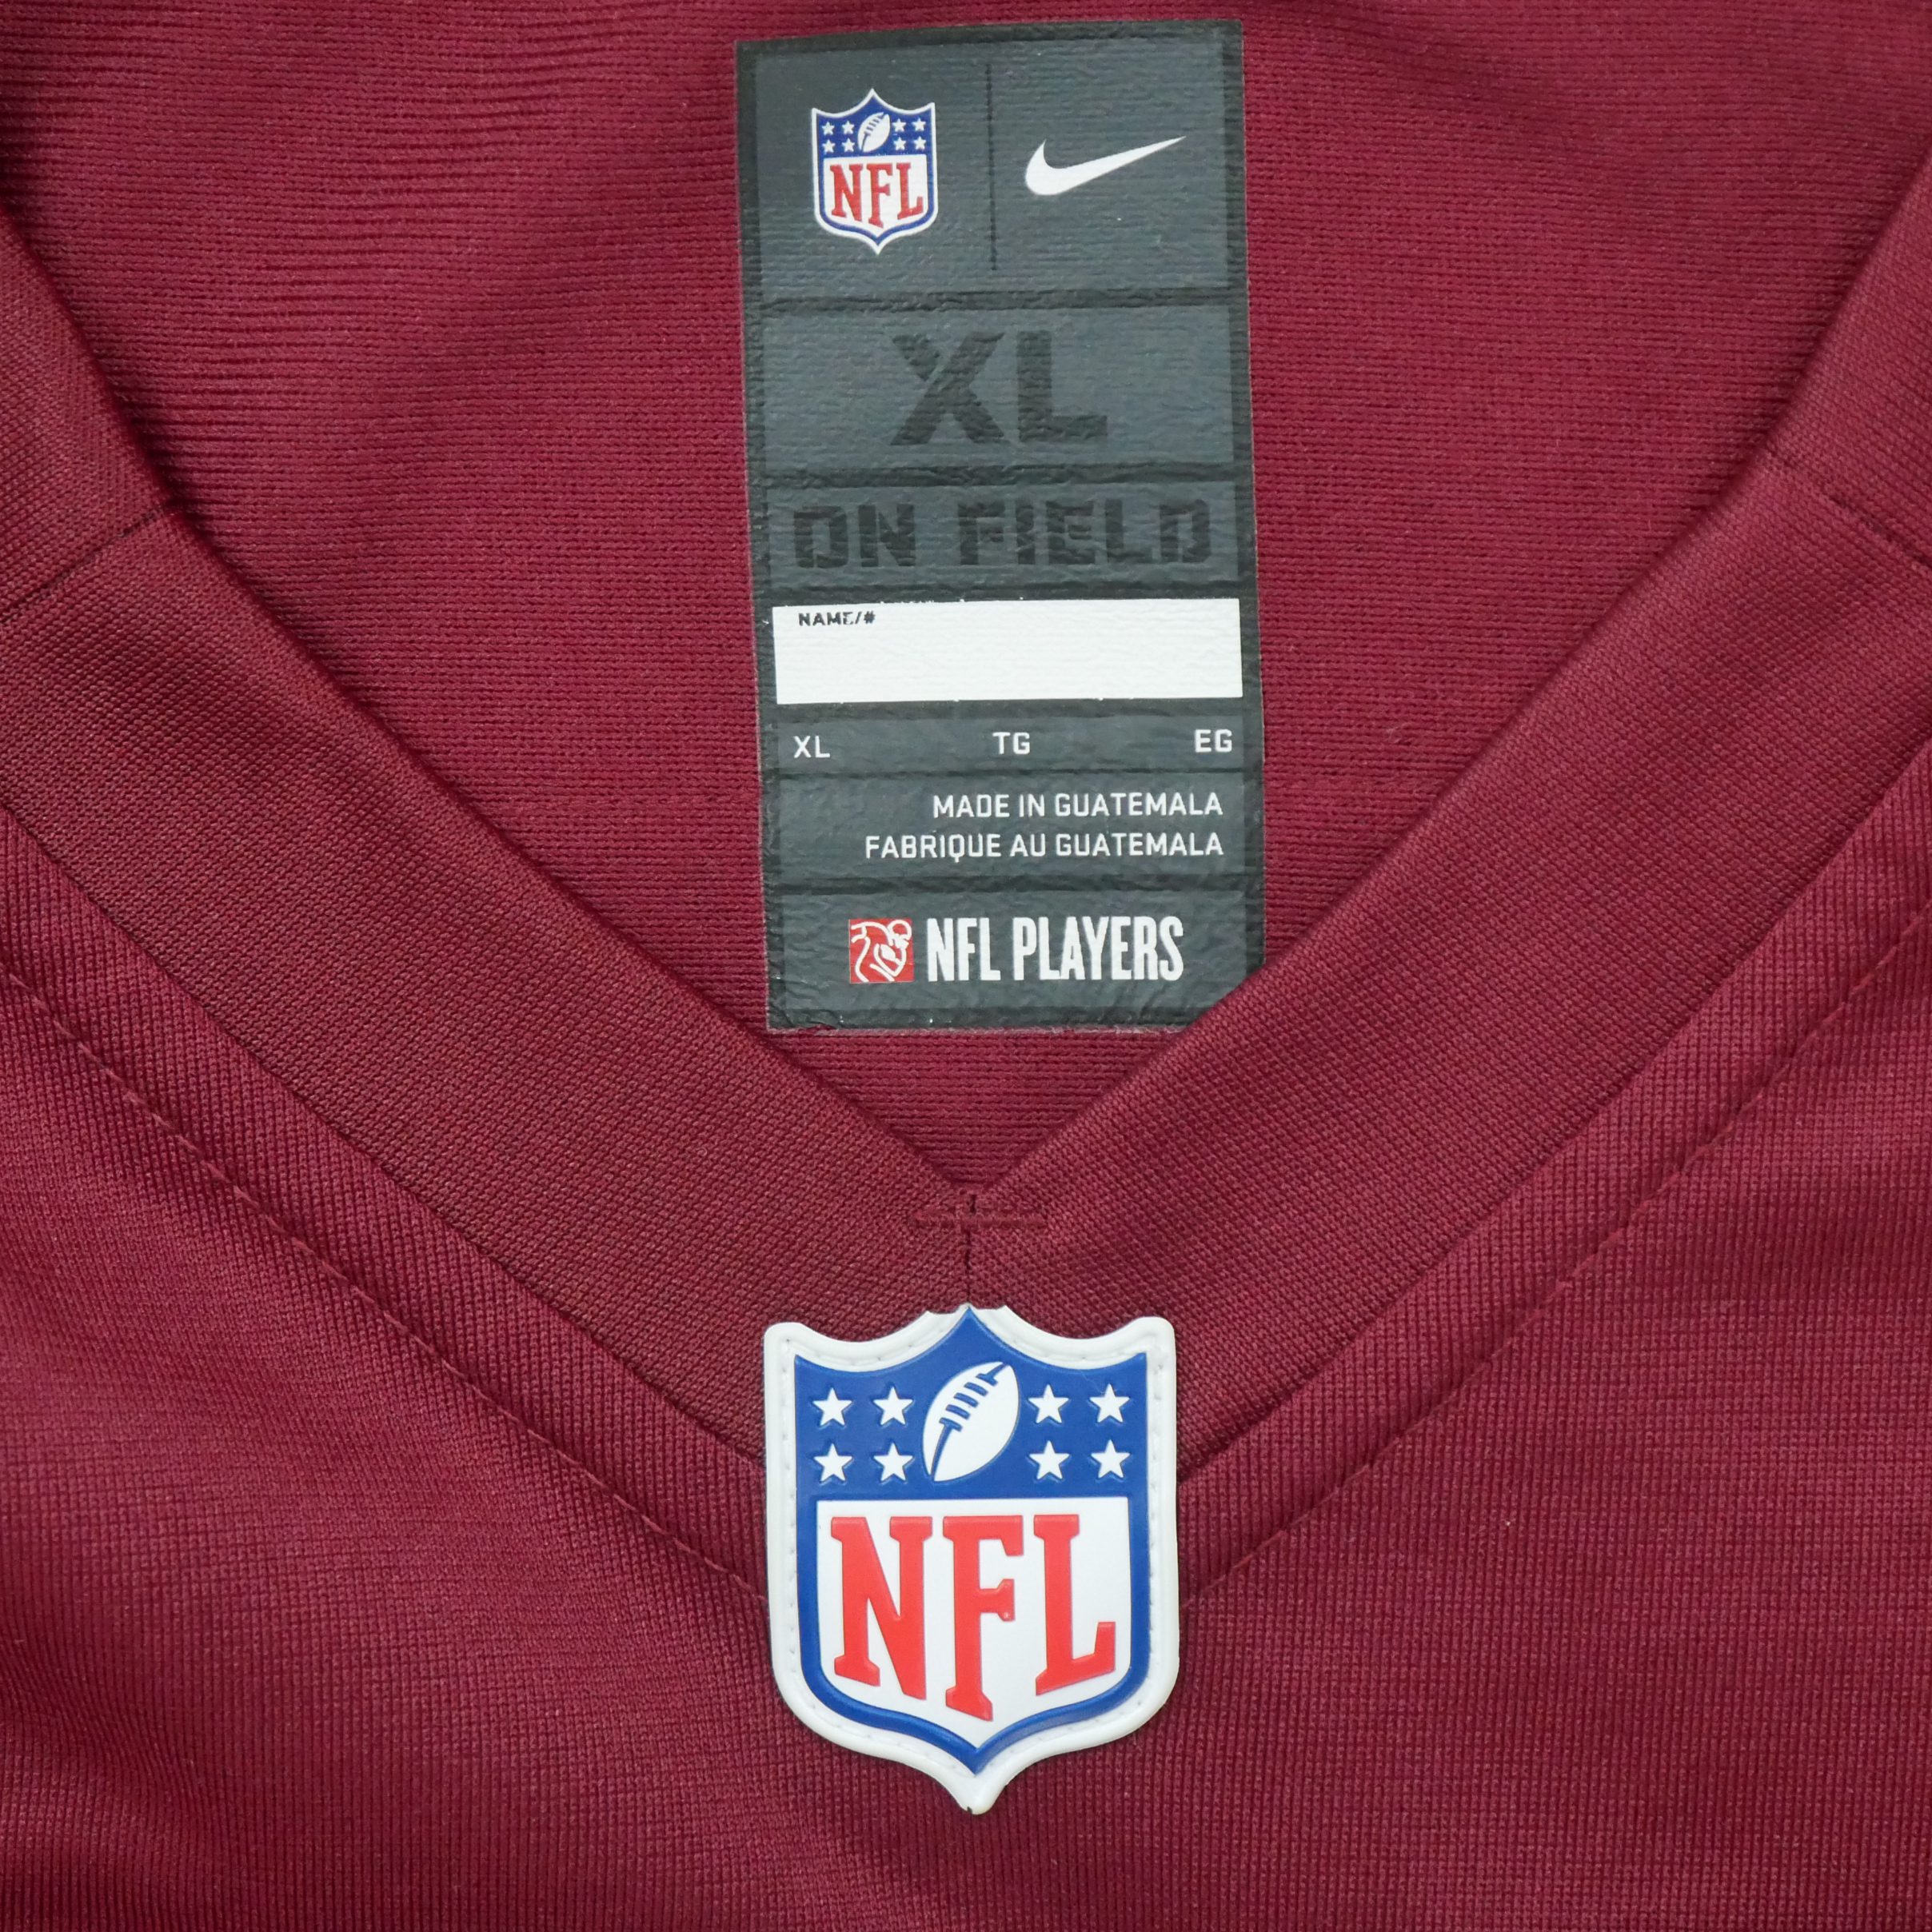 NFL
XL
ON FIELD
NAME/#
XL TG EG
MADE IN GUATEMALA
FABRIQUE AU GUATEMALA
NFL PLAYERS
NFL